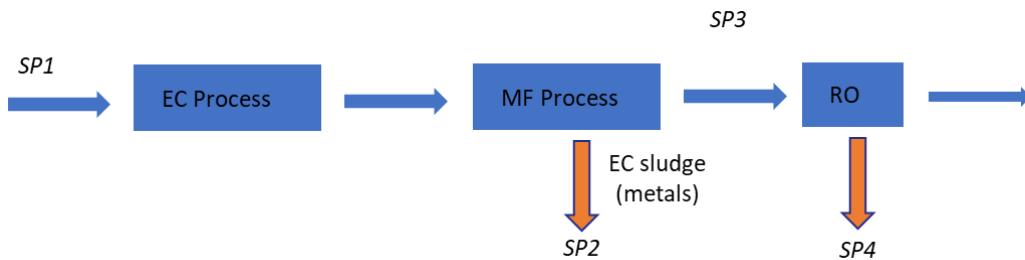 SP3
SP1
EC Process
MF Process
RO
EC sludge
(metals)
SP2
SP4